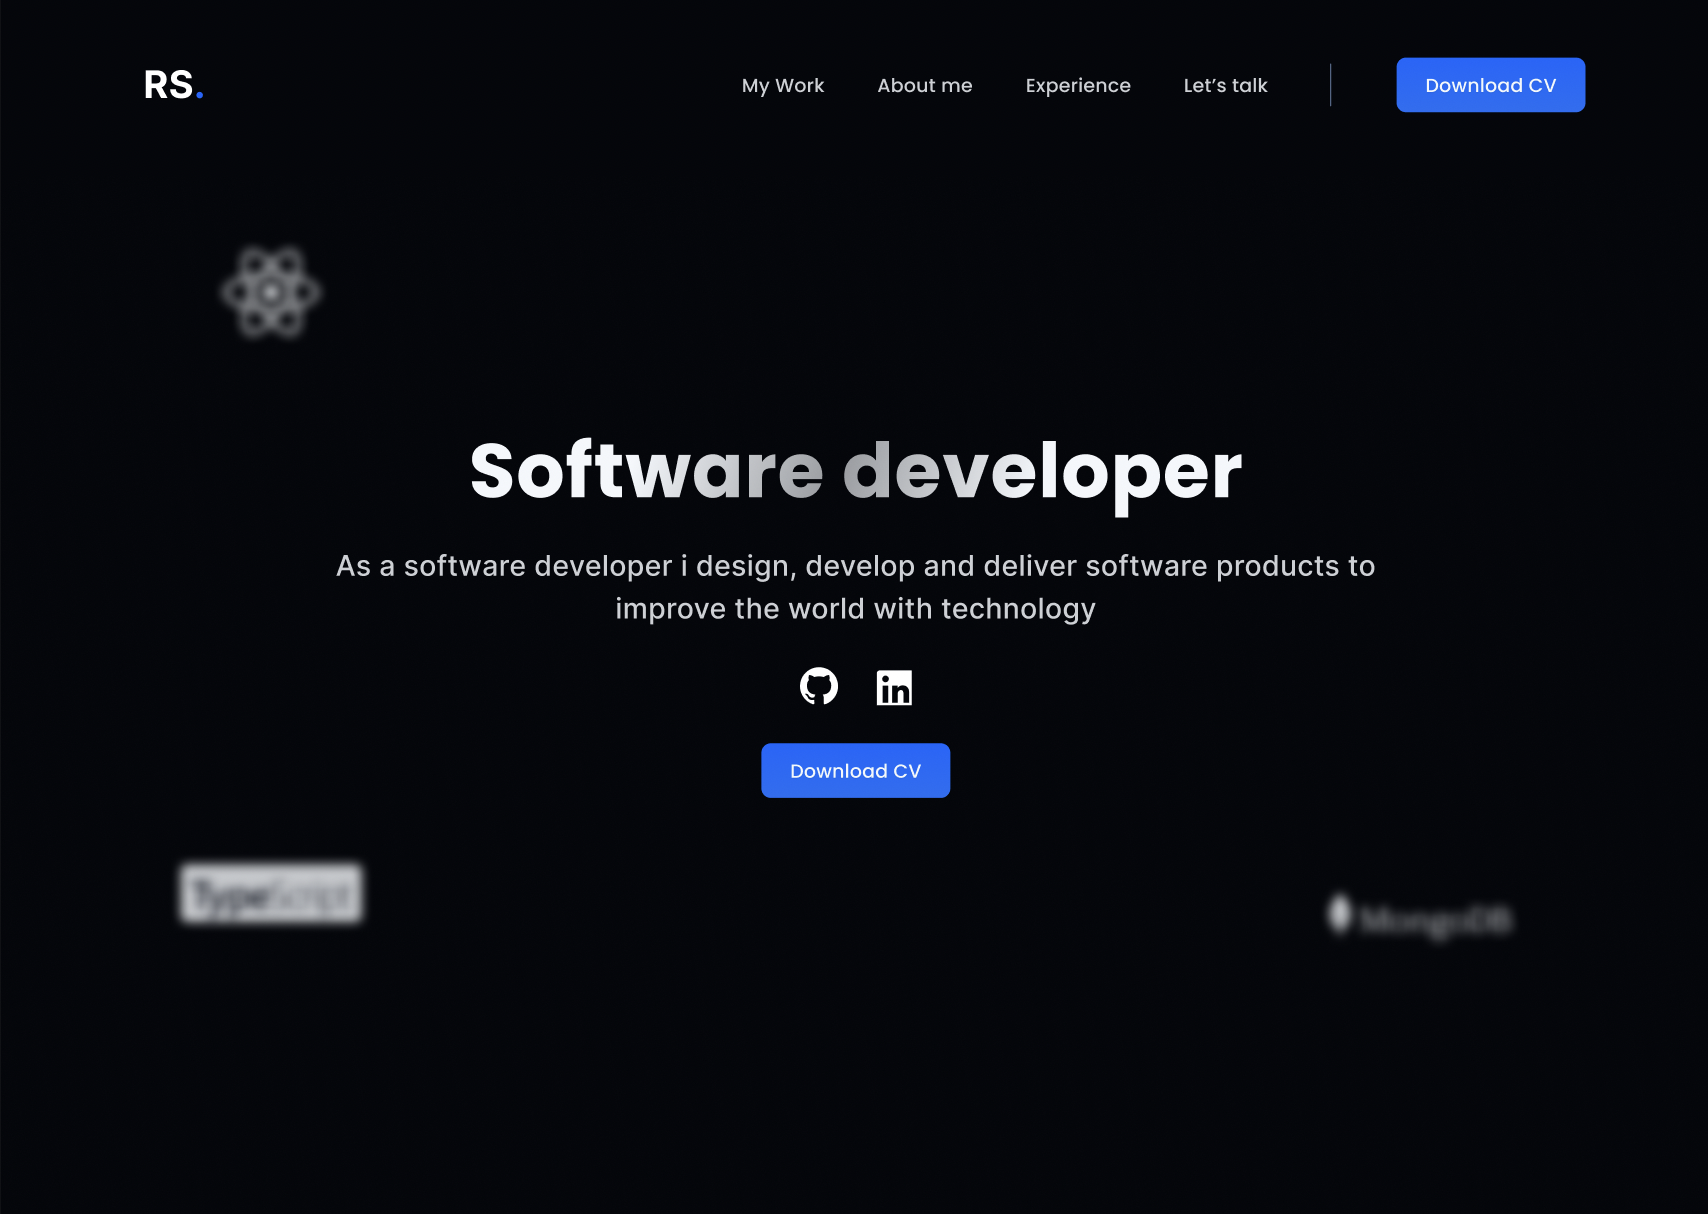 RS.
My Work
About me
Experience
Let’s talk
Download CV
Software developer
As a software developer i design, develop and deliver software products to
improve the world with technology
in
Download CV
TypeScript
MongoDB